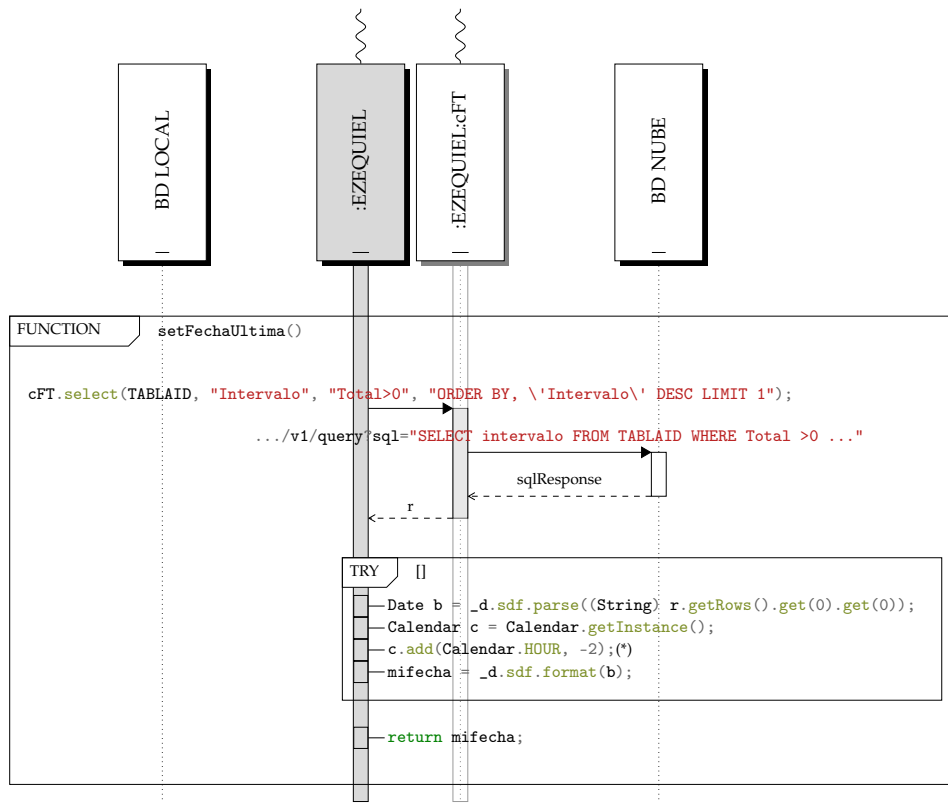 BD LOCAL
:EZEQUIEL
:EZEQUIEL:cFT
BD NUBE
FUNCTION
setFechaUltima()
cFT.select(TABLAID, "Intervalo", "Total>0", "ORDER BY, \'Intervalo\' DESC LIMIT 1");
.../v1/query?sql="SELECT intervalo FROM TABLAID WHERE Total >0 ..."
sqlResponse
r
TRY []
Date b = _d.sdf.parse((String) r.getRows().get(0).get(0));
Calendar c = Calendar.getInstance();
c.add(Calendar.HOUR, -2);(*)
mifecha = _d.sdf.format(b);
return mifecha;